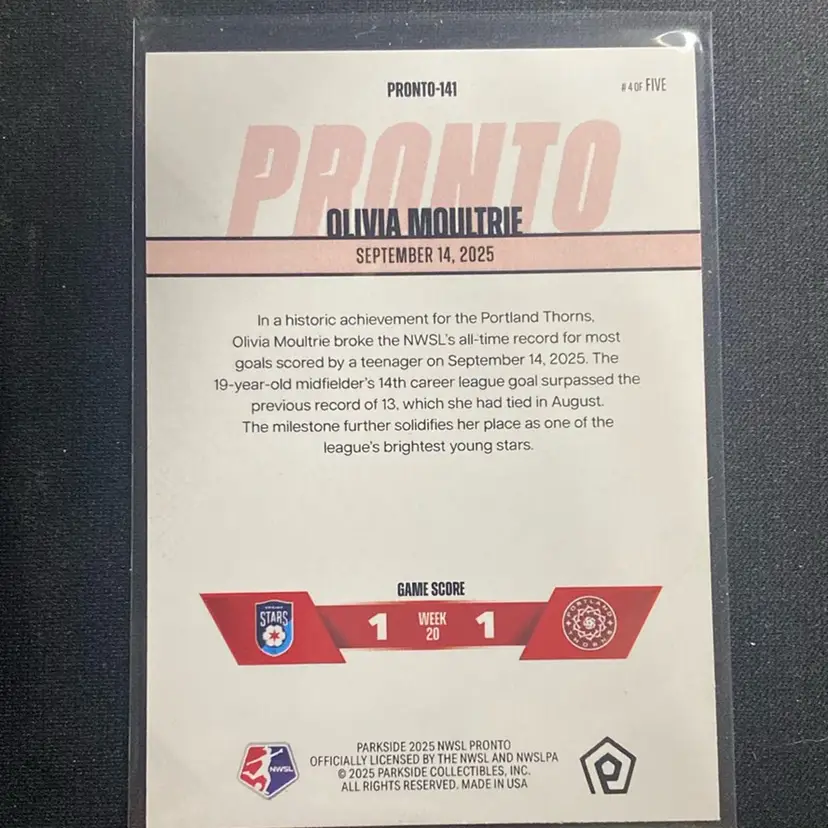 PRONTO-141
# 4 OF FIVE
PRONTO
OLIVIA MOULTRIE
SEPTEMBER 14, 2025
In a historic achievement for the Portland Thorns,
Olivia Moultrie broke the NWSL's all-time record for most
goals scored by a teenager on September 14, 2025. The
19-year-old midfielder's 14th career league goal surpassed the
previous record of 13, which she had tied in August.
The milestone further solidifies her place as one of the
league's brightest young stars.
GAME SCORE
STARS
1
WEEK
20
1
PORTLAND
THORNS
NWSL
PARKSIDE 2025 NWSL PRONTO
OFFICIALLY LICENSED BY THE NWSL AND NWSLPA
© 2025 PARKSIDE COLLECTIBLES, INC.
ALL RIGHTS RESERVED. MADE IN USA